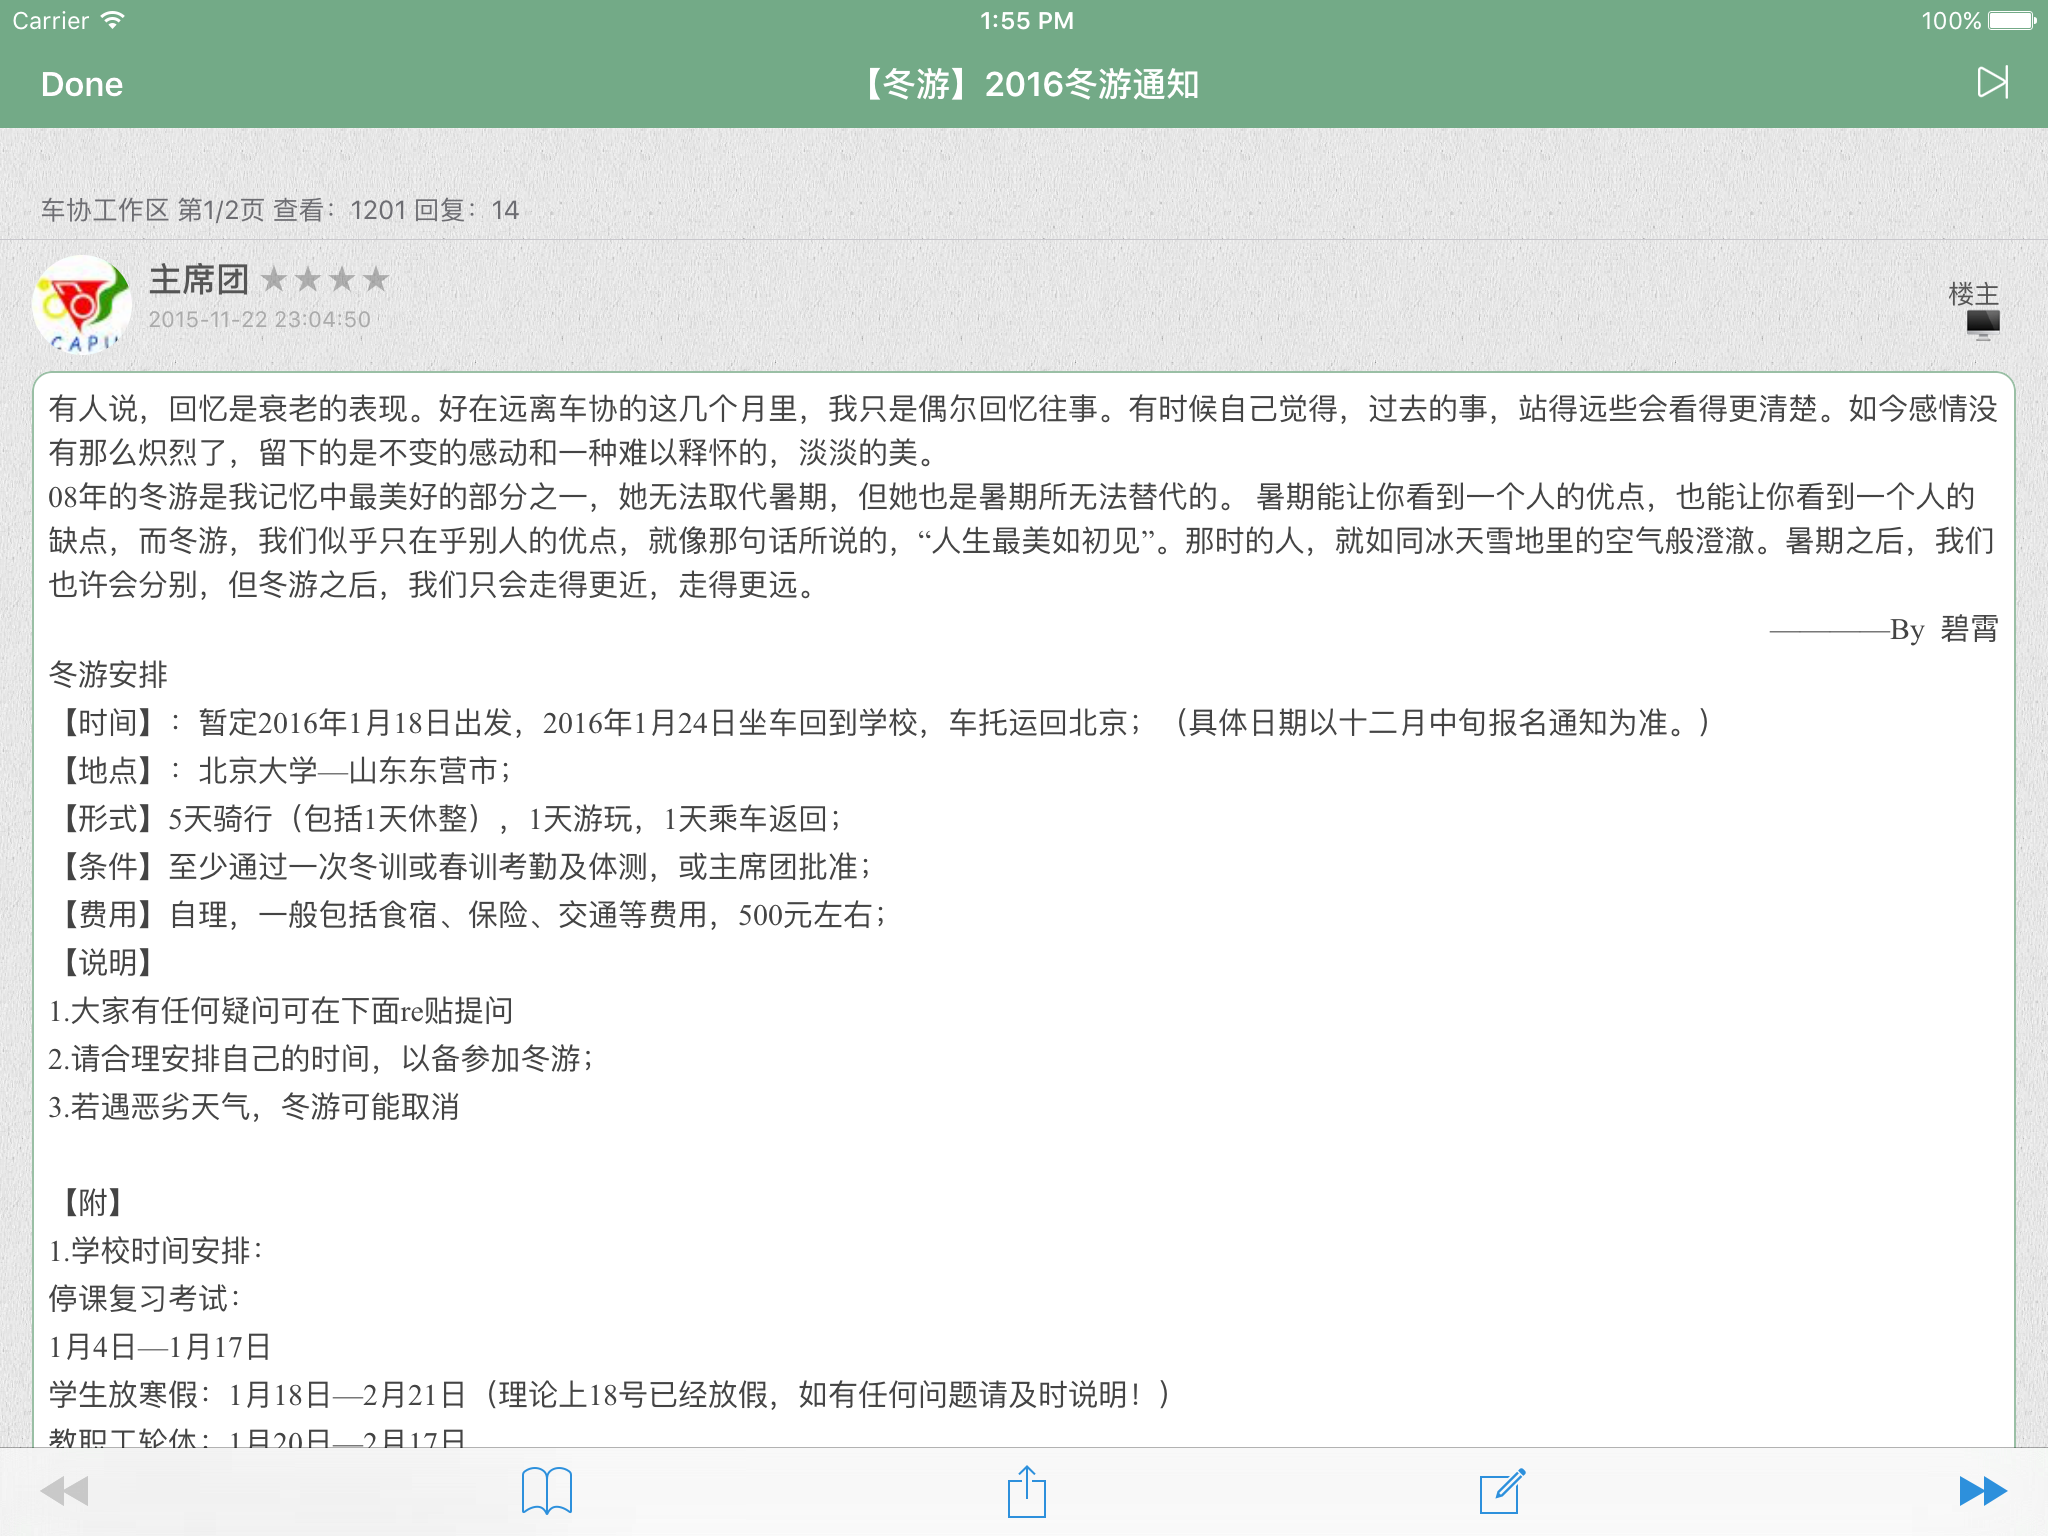 Carrier 1:55 PM 100%
Done 【冬游】2016冬游通知
车协工作区 第1/2页 查看：1201 回复：14
主席团 ★★★★
2015-11-22 23:04:50
楼主
CAPU
有人说，回忆是衰老的表现。好在远离车协的这几个月里，我只是偶尔回忆往事。有时候自己觉得，过去的事，站得远些会看得更清楚。如今感情没
有那么炽烈了，留下的是不变的感动和一种难以释怀的，淡淡的美。
08年的冬游是我记忆中最美好的部分之一，她无法取代暑期，但她也是暑期所无法替代的。 暑期能让你看到一个人的优点，也能让你看到一个人的
缺点，而冬游，我们似乎只在乎别人的优点，就像那句话所说的，“人生最美如初见”。那时的人，就如同冰天雪地里的空气般澄澈。暑期之后，我们
也许会分别，但冬游之后，我们只会走得更近，走得更远。
————By 碧霄
冬游安排
【时间】：暂定2016年1月18日出发，2016年1月24日坐车回到学校，车托运回北京；（具体日期以十二月中旬报名通知为准。）
【地点】：北京大学—山东东营市；
【形式】5天骑行（包括1天休整），1天游玩，1天乘车返回；
【条件】至少通过一次冬训或春训考勤及体测，或主席团批准；
【费用】自理，一般包括食宿、保险、交通等费用，500元左右；
【说明】
1.大家有任何疑问可在下面re贴提问
2.请合理安排自己的时间，以备参加冬游；
3.若遇恶劣天气，冬游可能取消
【附】
1.学校时间安排：
停课复习考试：
1月4日—1月17日
学生放寒假：1月18日—2月21日（理论上18号已经放假，如有任何问题请及时说明！）
教职工轮休：1月20日—2月17日